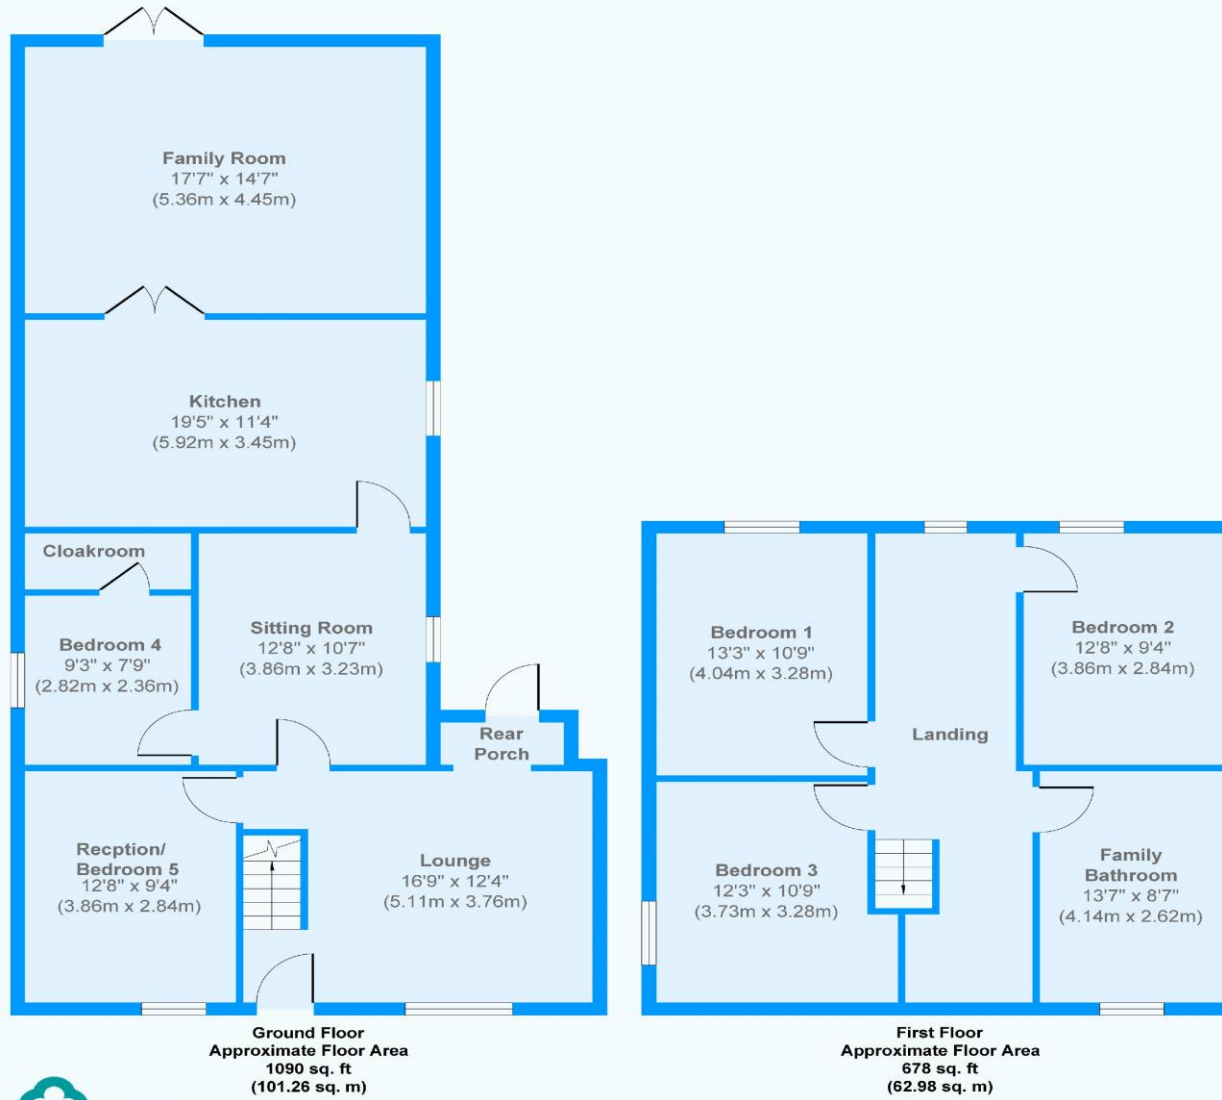 Family Room
17'7" x 14'7"
(5.36m x 4.45m)
Kitchen
19'5" x 11'4"
(5.92m x 3.45m)
Cloakroom
Bedroom 4
9'3" x 7'9"
(2.82m x 2.36m)
Sitting Room
12'8" x 10'7"
(3.86m x 3.23m)
Rear
Porch
Recption/
Bedroom 5
12'8" x 9'4"
(3.86m x 2.84m)
Lounge
16'9" x 12'4"
(5.11m x 3.76m)
Ground Floor
Approximate Floor Area
1090 sq. ft
(101.26 sq. m)
Bedroom 1
13'3" x 10'9"
(4.04m x 3.28m)
Bedroom 2
12'8" x 9'4"
(3.86m x 2.84m)
Landing
Bedroom 3
12'3" x 10'9"
(3.73m x 3.28m)
Family
Bathroom
13'7" x 8'7"
(4.14m x 2.62m)
First Floor
Approximate Floor Area
678 sq. ft
(62.98 sq. m)